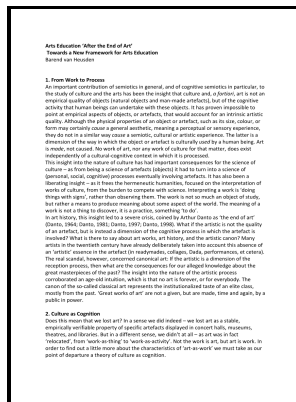 Arts Education 'After the End of Art'
Towards a New Framework for Arts Education
Barend van Heusden
1. From Work to Process
An important contribution of semiotics in general, and of cognitive semiotics in particular, to
the study of culture and the arts has been the insight that culture and, a fortiori, art is not an
empirical quality of objects (natural objects and man-made artefacts), but of the cognitive
activity that human beings can undertake with these objects. It has proven impossible to
point at empirical aspects of objects, or artefacts, that would account for an intrinsic artistic
quality. Although the physical properties of an object or artefact, such as its size, colour, or
form may certainly cause a general aesthetic, meaning a perceptual or sensory experience,
they do not in a similar way cause a semiotic, cultural or artistic experience. The latter is a
dimension of the way in which the object or artefact is culturally used by a human being. Art
is made, not caused. No work of art, nor any work of culture for that matter, does exist
independently of a cultural-cognitive context in which it is processed.
This insight into the nature of culture has had important consequences for the science of
culture – as from being a science of artefacts (objects) it had to turn into a science of
(personal, social, cognitive) processes eventually involving artefacts. It has also been a
liberating insight – as it frees the hermeneutic humanities, focused on the interpretation of works
of culture, from the burden to compete with science. Interpreting a work is 'doing
things with signs', rather than observing them. The work is not so much an object of study,
but rather a means to produce meaning about some aspect of the world. The meaning of a
work is not a thing to discover, it is a practice, something 'to do'.
In art history, this insight led to a severe crisis, coined by Arthur Danto as 'the end of art'
(Danto, 1964; Danto, 1981; Danto, 1997; Danto, 1998). What if the artistic is not the quality
of an artefact, but is instead a dimension of the cognitive process in which the artefact is
involved? What is there to say about art works, art history, and the artistic canon? Many
artists in the twentieth century have already deliberately taken into account this absence of
an 'artistic' essence in the artefact (in readymades, collages, Dada, performances, et cetera).
The real scandal, however, concerned canonical art: If the artistic is a dimension of the
reception process, then what are the consequences for our alleged knowledge about the
great masterpieces of the past? The insight into the nature of the artistic process
corroborated an age-old intuition, which is that no art is forever, or for everybody. The
canon of the so-called classical art represents the institutionalized taste of an elite class,
mostly from the past. 'Great works of art' are not a given, but are made, time and again, by a
public in power.
2. Culture as Cognition
Does this mean that we lost art? In a sense we did indeed – we lost art as a stable,
empirically verifiable property of specific artefacts displayed in concert halls, museums,
theatres, and libraries. But in a different sense, we didn't at all – as art was in fact
'relocated', from 'work-as-thing' to 'work-as-activity'. Not the work is art, but art is work. In
order to find out a little more about the characteristics of 'art-as-work' we must take as our
point of departure a theory of culture as cognition.